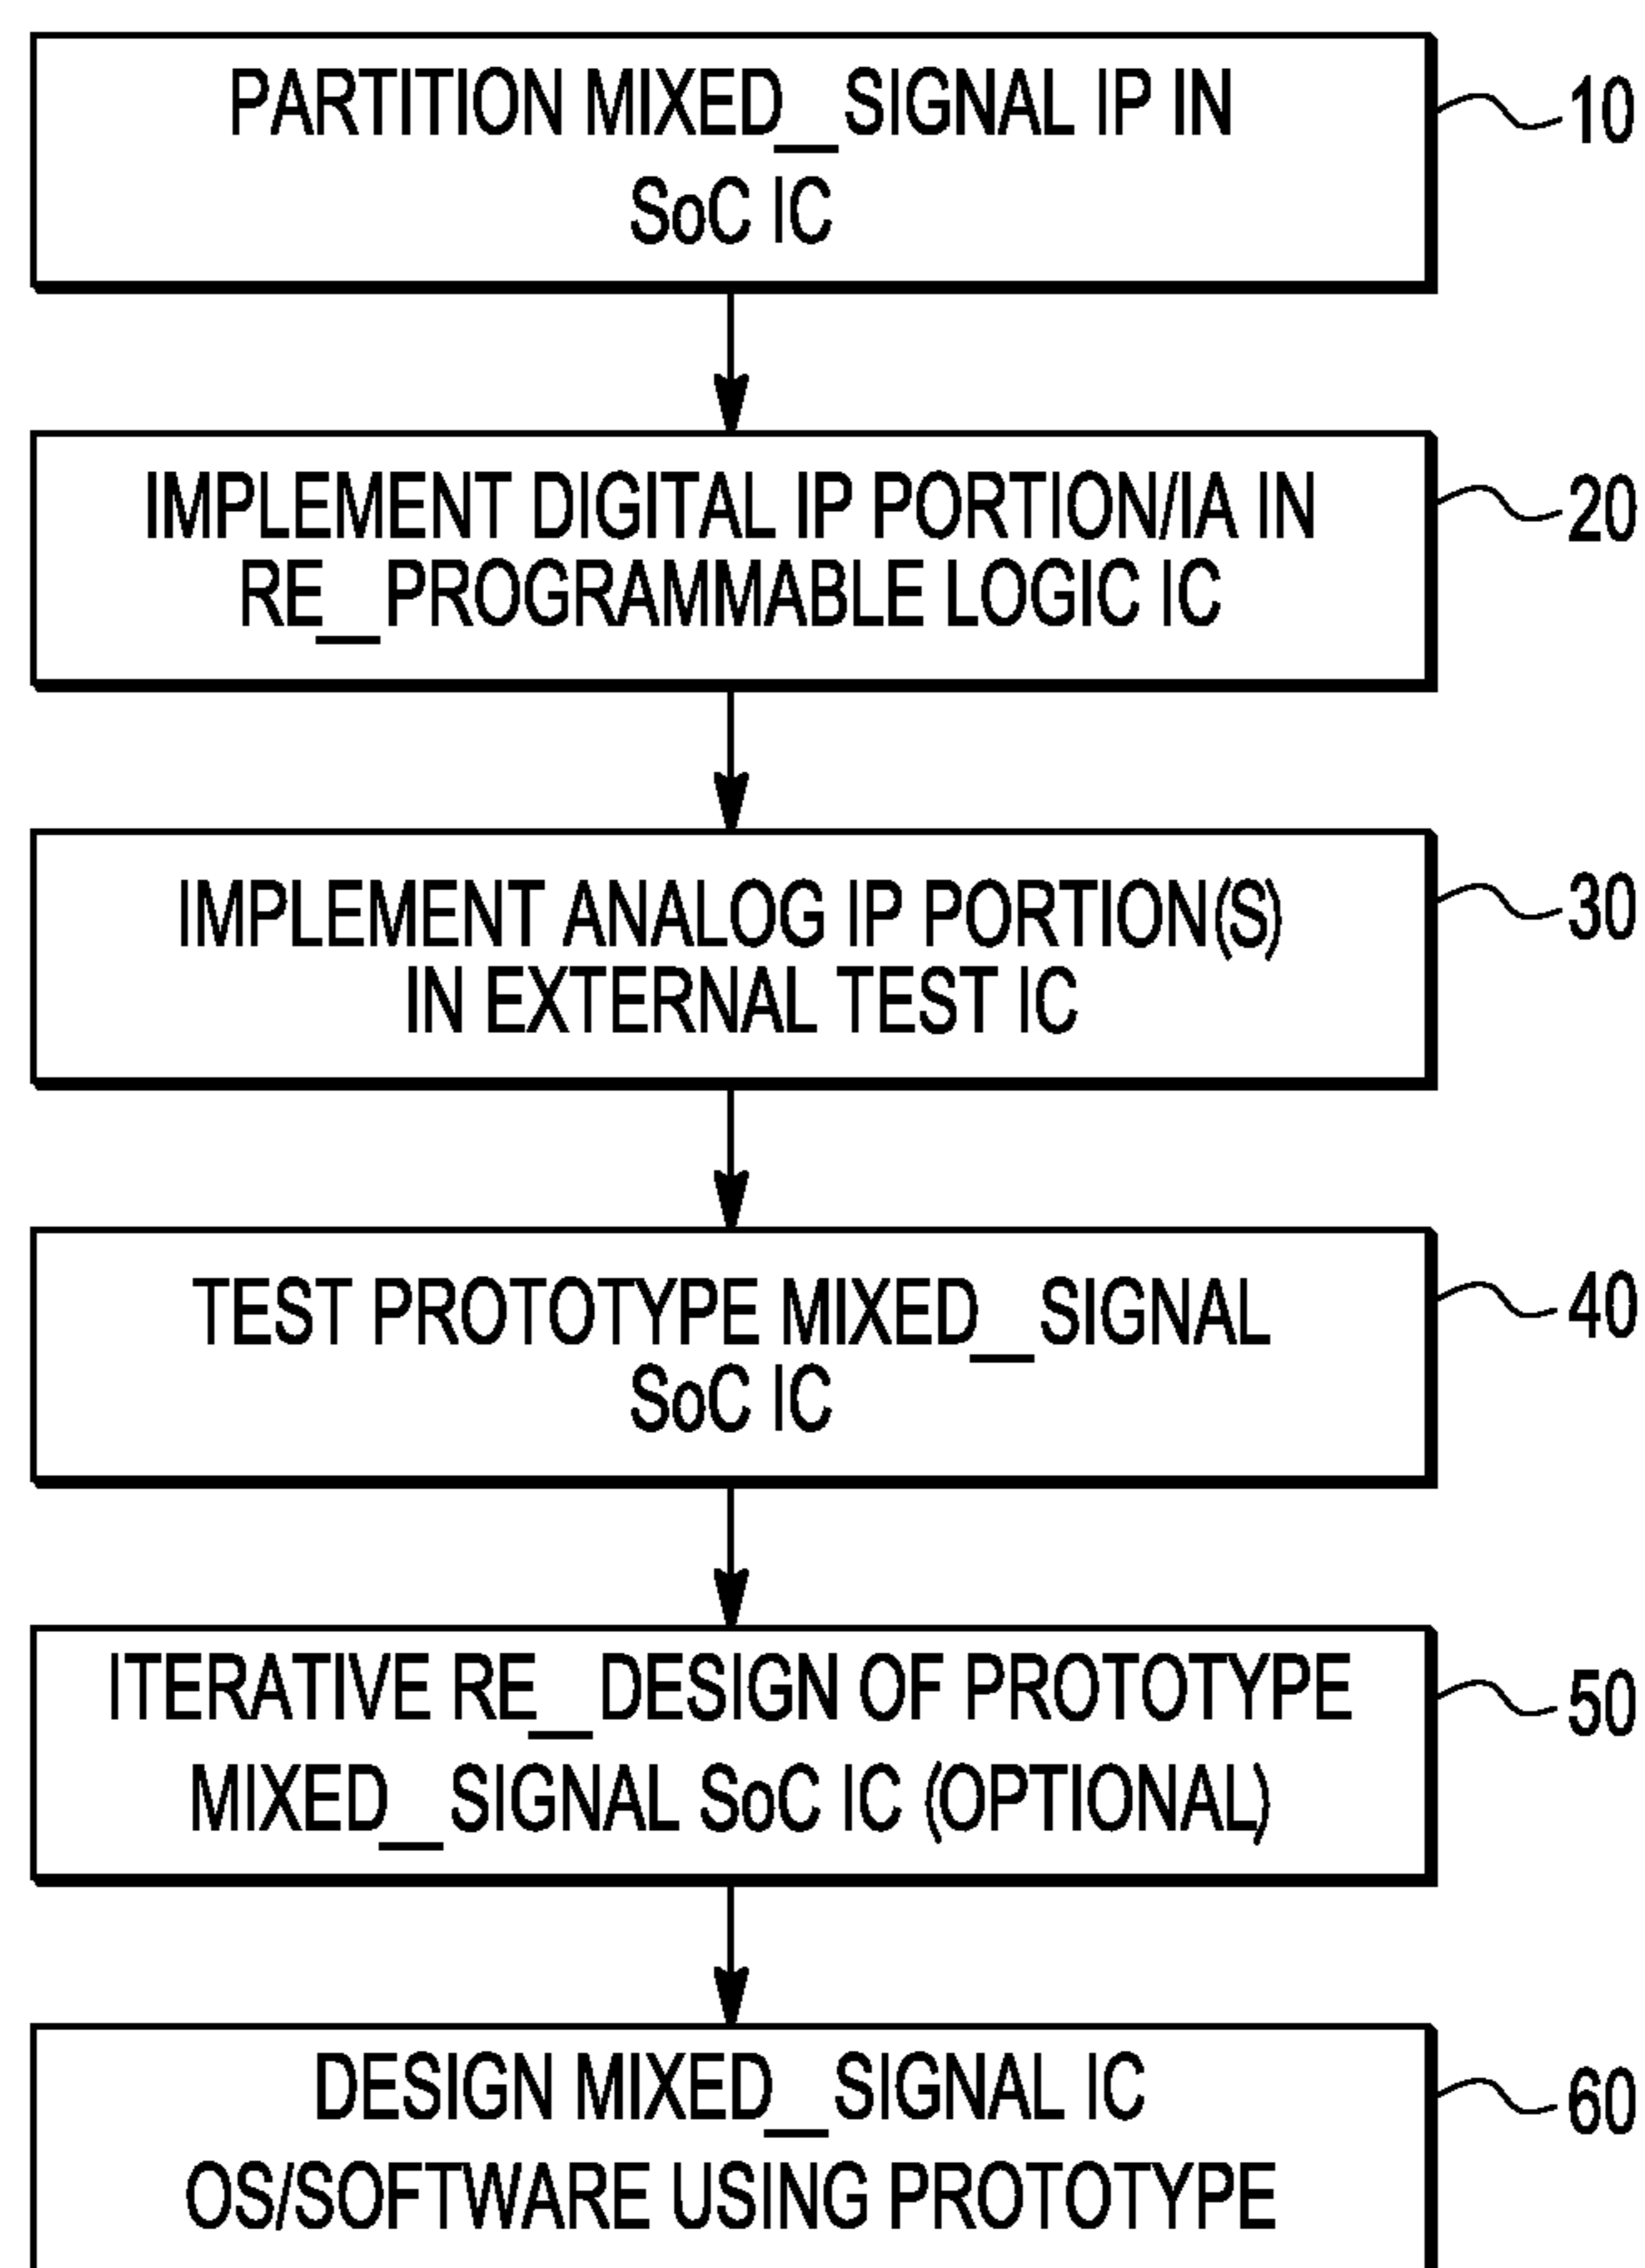 PARTITION MIXED_SIGNAL IP IN
SoC IC
10
IMPLEMENT DIGITAL IP PORTION/IA IN
RE_PROGRAMMABLE LOGIC IC
20
IMPLEMENT ANALOG IP PORTION(S)
IN EXTERNAL TEST IC
30
TEST PROTOTYPE MIXED_SIGNAL
SoC IC
40
ITERATIVE RE_DESIGN OF PROTOTYPE
MIXED_SIGNAL SoC IC (OPTIONAL)
50
DESIGN MIXED_SIGNAL IC
OS/SOFTWARE USING PROTOTYPE
60